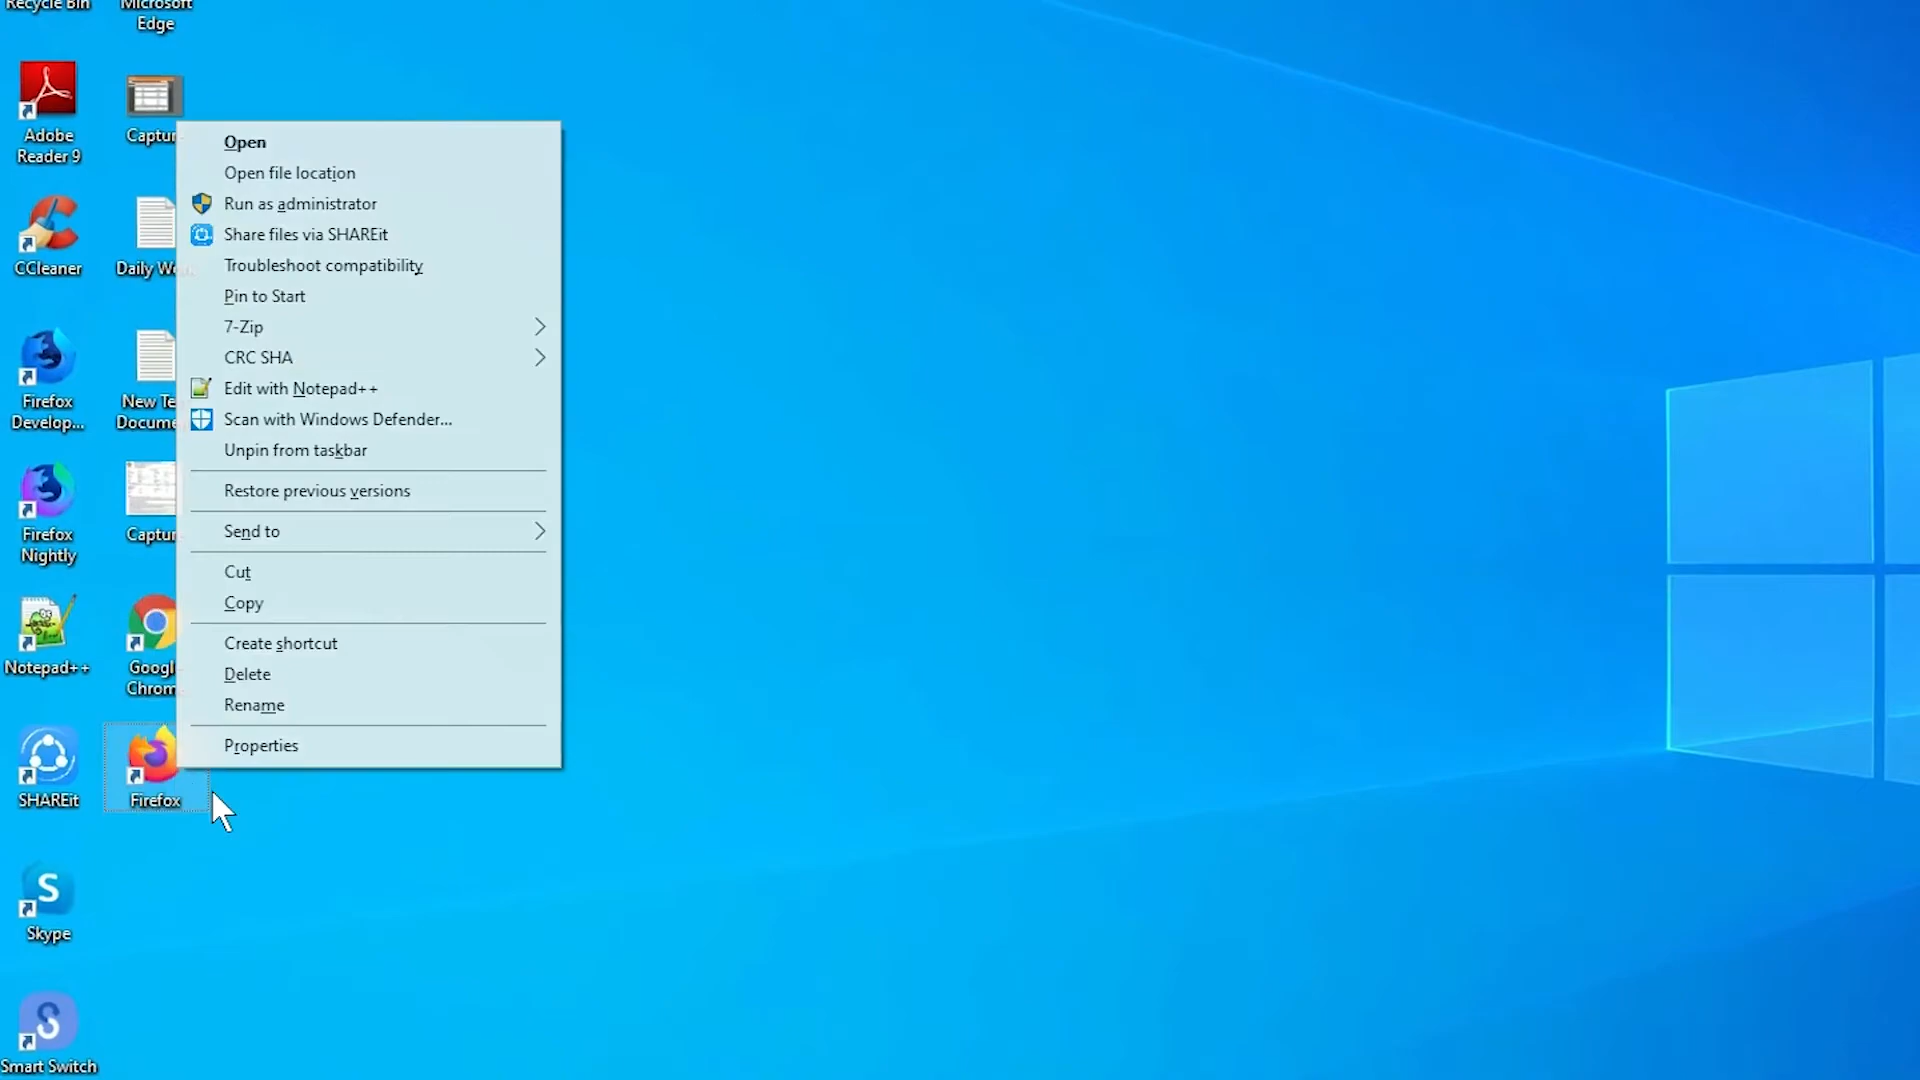 Recycle Bin
Microsoft
Edge
Adobe
Reader 9
CCleaner
Firefox
Develop...
Firefox
Nightly
Notepad++
SHAREit
Skype
Smart Switch
Captur
Daily Wo
New Te
Docume
Captur
Googl
Chrom
Firefox
Open
Open file location
Run as administrator
Share files via SHAREit
Troubleshoot compatibility
Pin to Start
7-Zip
CRC SHA
Edit with Notepad++
Scan with Windows Defender...
Unpin from taskbar
Restore previous versions
Send to
Cut
Copy
Create shortcut
Delete
Rename
Properties